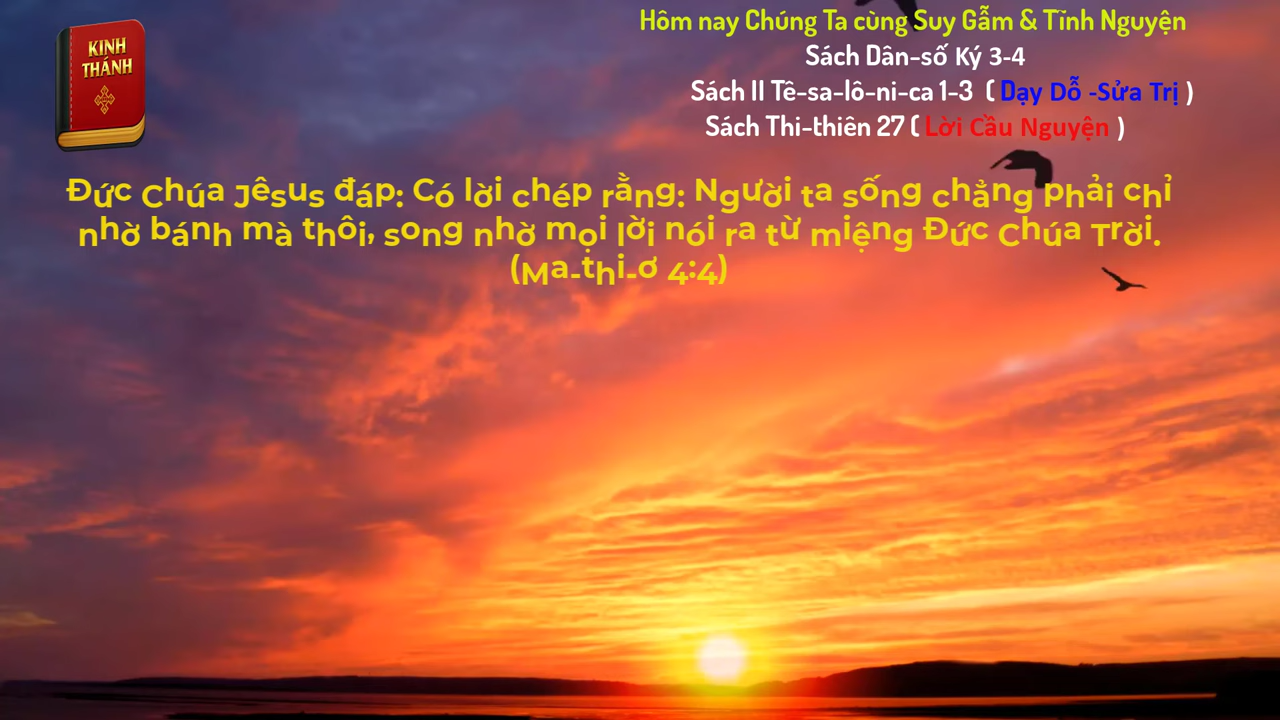 KINH
THÁNH
Hôm nay Chúng Ta cùng Suy Gẫm & Tĩnh Nguyện
Sách Dân-số Ký 3-4
Sách II Tê-sa-lô-ni-ca 1-3 ( Dạy Dỗ -Sửa Trị )
Sách Thi-thiên 27 ( Lời Cầu Nguyện )
Đức Chúa Jêsus đáp: Có lời chép rằng: Người ta sống chẳng phải chỉ
nhờ bánh mà thôi, song nhờ mọi lời nói ra từ miệng Đức Chúa Trời.
(Ma-thi-ơ 4:4)